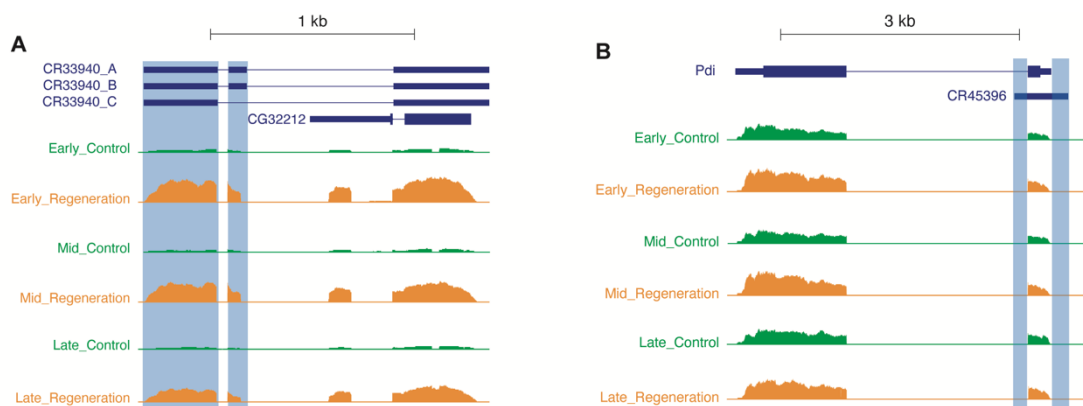 1 kb
A
CR33940_A
CR33940_B
CR33940_C
CG32212
Early_Control
Early_Regeneration
Mid_Control
Mid_Regeneration
Late_Control
Late_Regeneration
3 kb
B
Pdi
CR45396
Early_Control
Early_Regeneration
Mid_Control
Mid_Regeneration
Late_Control
Late_Regeneration